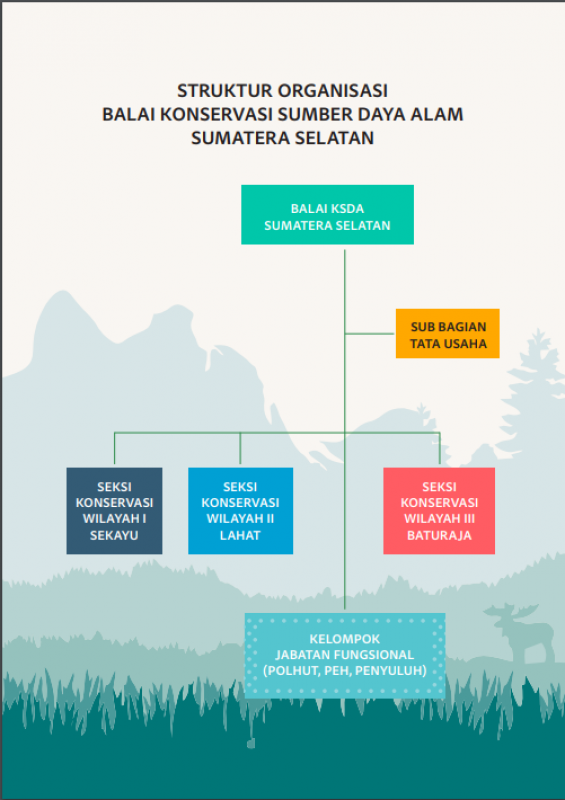 STRUKTUR ORGANISASI
BALAI KONSERVASI SUMBER DAYA ALAM
SUMATERA SELATAN
BALAI KSDA
SUMATERA SELATAN
SUB BAGIAN
TATA USAHA
SEKSI
KONSERVASI
WILAYAH I
SEKAYU
SEKSI
KONSERVASI
WILAYAH II
LAHAT
SEKSI
KONSERVASI
WILAYAH III
BATURAJA
KELOMPOK
JABATAN FUNGSIONAL
(POLHUT, PEH, PENYULUH)